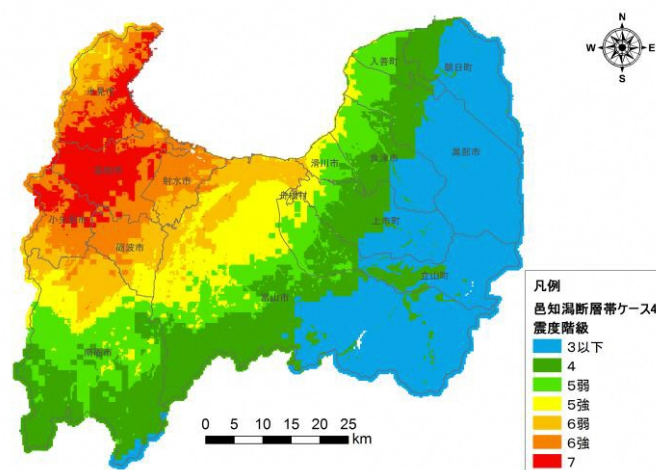 N
W
E
S
入善町
朝日町
氷見市
黒部市
魚津市
滑川市
高岡市
射水市
舟橋村
上市町
小矢部市
砺波市
立山町
富山市
南砺市
凡例
邑知潟断層帯ケース4
震度階級
3以下
4
5弱
5強
6弱
6強
7
0 5 10 15 20 25
km